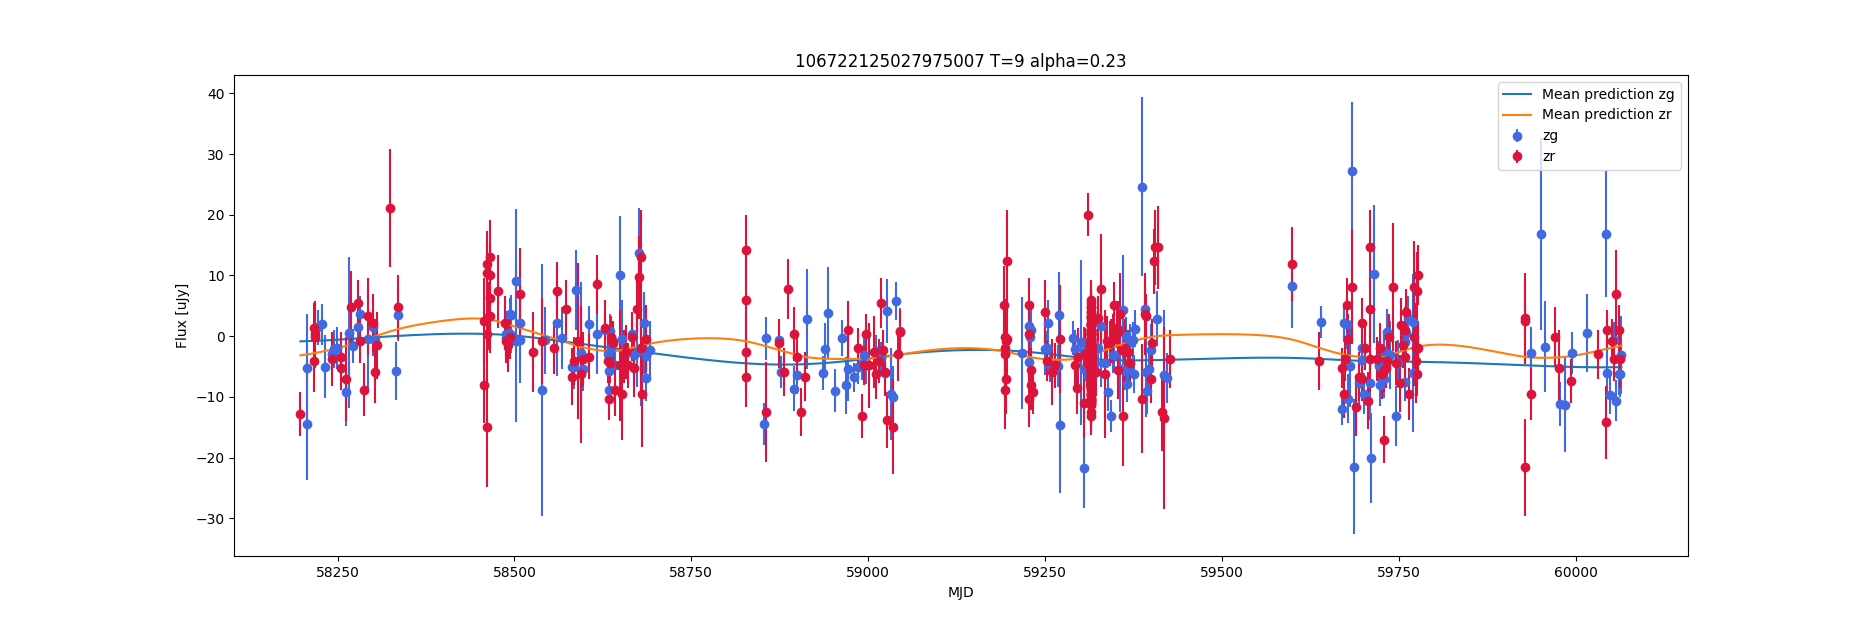 106722125027975007 T=9 alpha=0.23
Mean prediction zg
Mean prediction zr
zg
zr
Flux [uJy]
40
30
20
10
0
−10
−20
−30
58250 58500 58750 59000 59250 59500 59750 60000
MJD